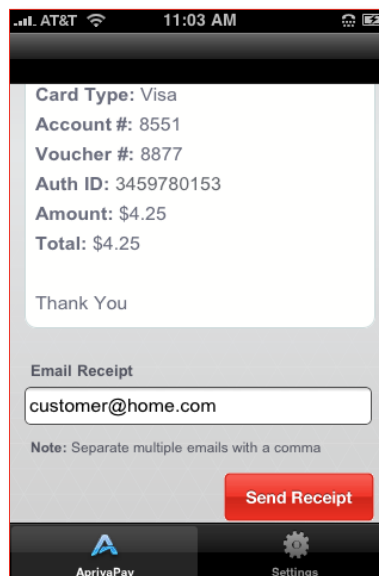 AT&T 11:03 AM
Card Type: Visa
Account #: 8551
Voucher #: 8877
Auth ID: 3459780153
Amount: $4.25
Total: $4.25
Thank You
Email Receipt
customer@home.com
Note: Separate multiple emails with a comma
Send Receipt
AprivaPay Settings